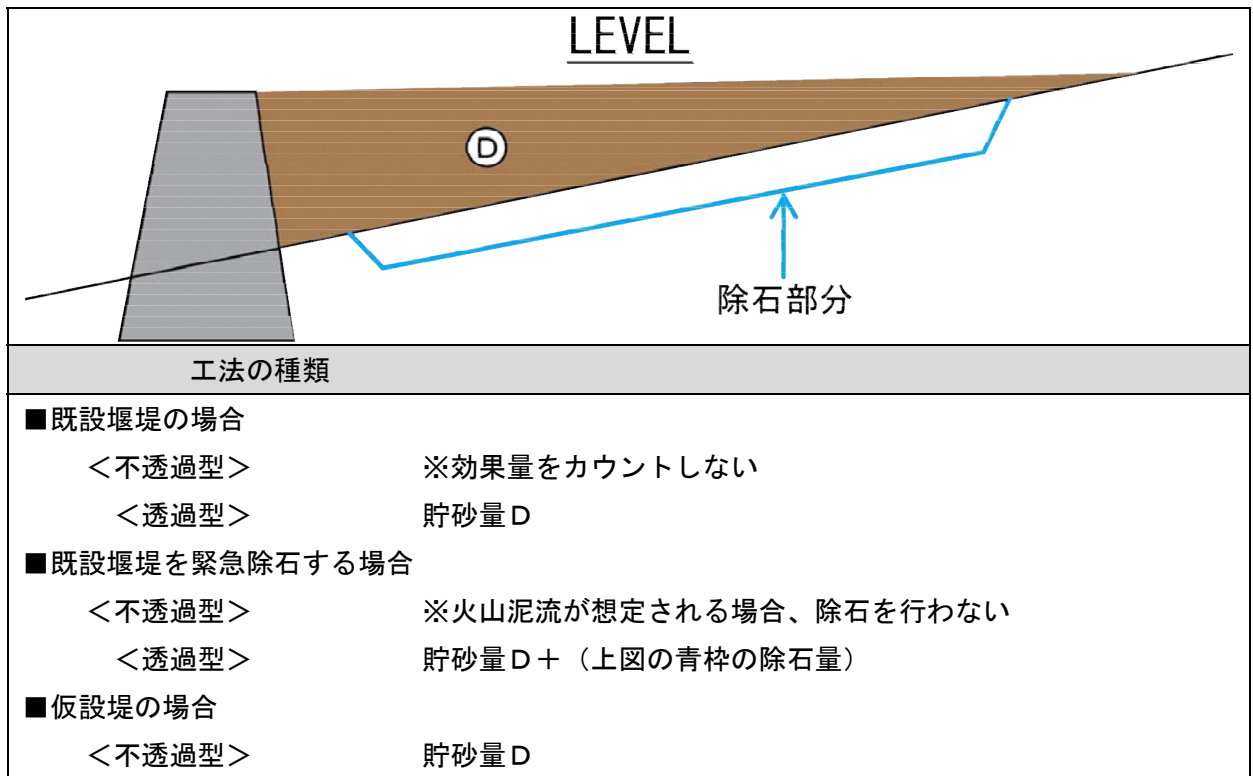 LEVEL
D
除石部分
工法の種類
■既設堰堤の場合
＜不透過型＞　※効果量をカウントしない
＜透過型＞　貯砂量Ｄ
■既設堰堤を緊急除石する場合
＜不透過型＞　※火山泥流が想定される場合、除石を行わない
＜透過型＞　貯砂量Ｄ＋（上図の青枠の除石量）
■仮設堤の場合
＜不透過型＞　貯砂量Ｄ